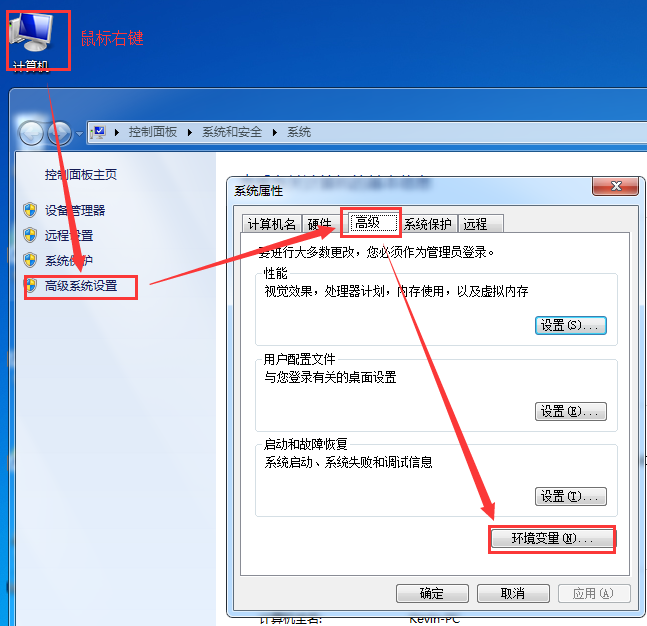 鼠标右键
计算机
控制面板 系统和安全 系统
控制面板主页
设备管理器
远程设置
系统保护
高级系统设置
系统属性
计算机名 硬件 高级 系统保护 远程
要进行大多数更改，您必须作为管理员登录。
性能
视觉效果，处理器计划，内存使用，以及虚拟内存
设置(S)...
用户配置文件
与您登录有关的桌面设置
设置(E)...
启动和故障恢复
系统启动、系统失败和调试信息
设置(T)...
环境变量(N)...
确定 取消 应用(A)
计算机全名: Kevin-PC